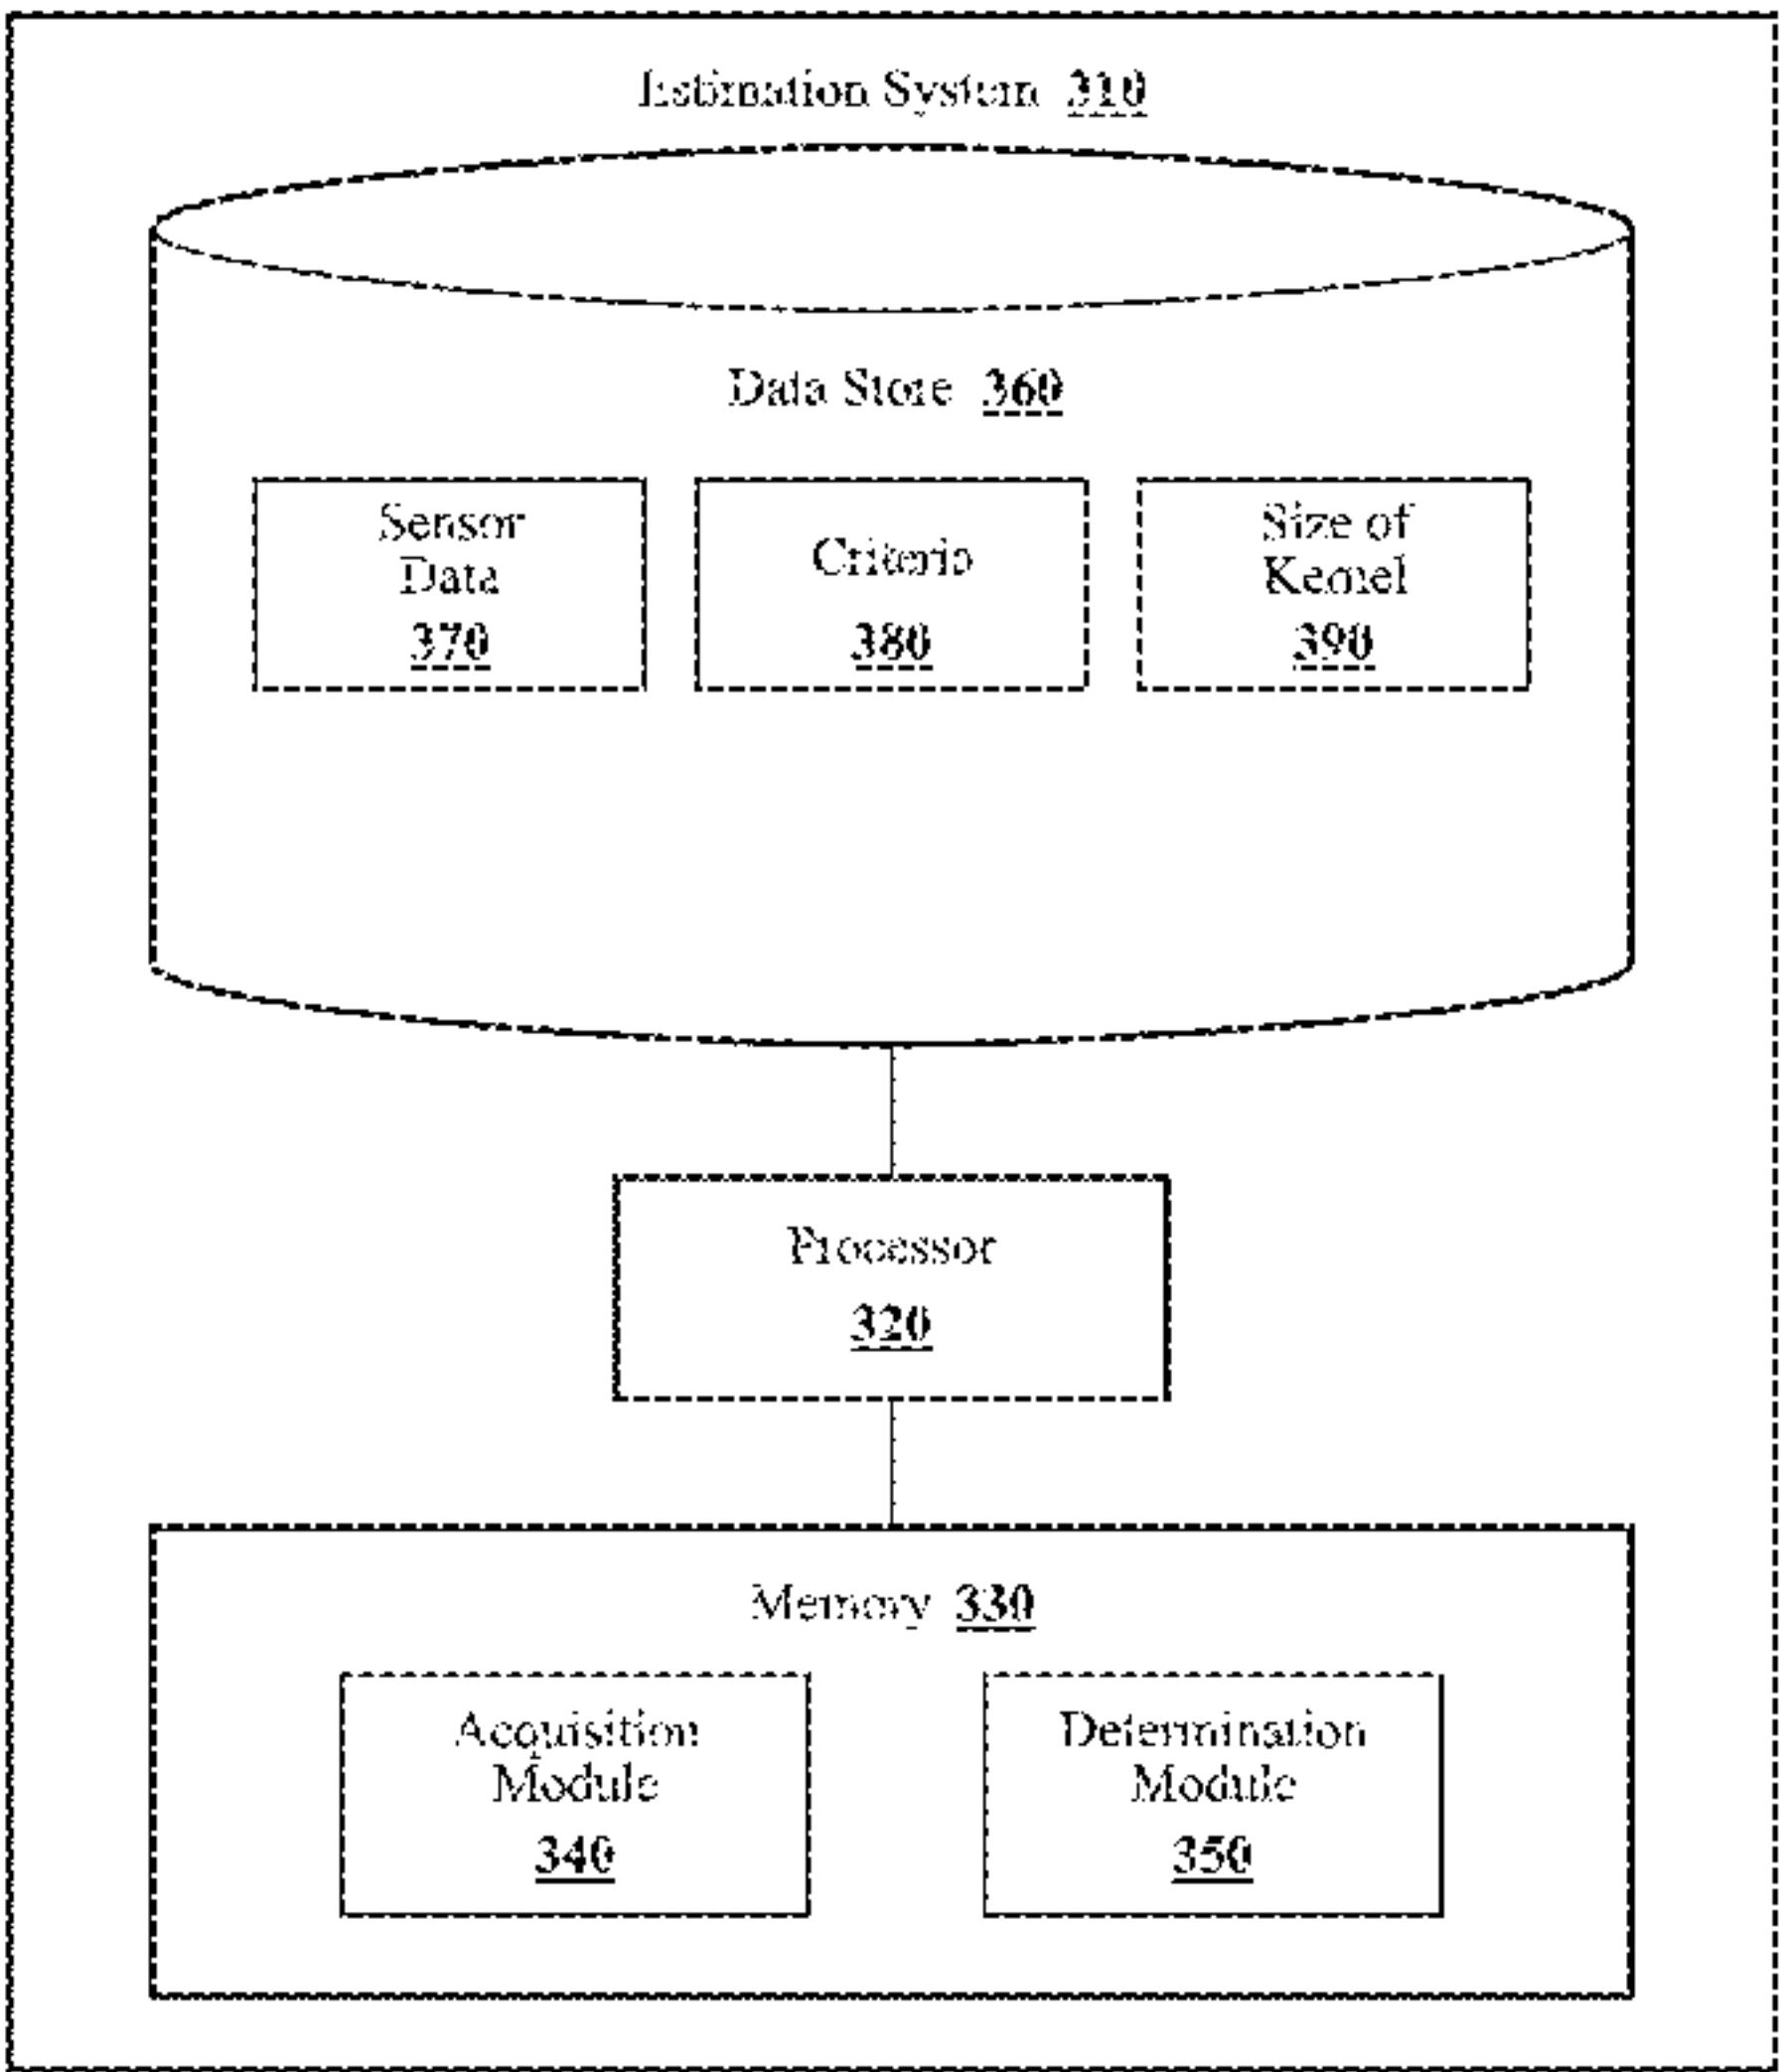 Estimation System 310
Data Store 360
Sensor
Data
370
Criteria
380
Size of
Kernel
390
Processor
320
Memory 330
Acquisition
Module
340
Determination
Module
350